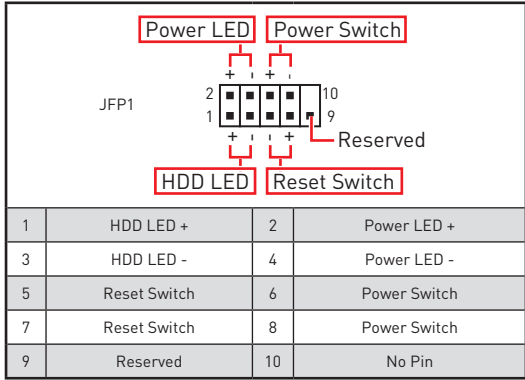 Power LED Power Switch
+ - + -
JFP1
2 10
1 9
+ - - +
Reserved
HDD LED Reset Switch
1 HDD LED + 2 Power LED +
3 HDD LED - 4 Power LED -
5 Reset Switch 6 Power Switch
7 Reset Switch 8 Power Switch
9 Reserved 10 No Pin